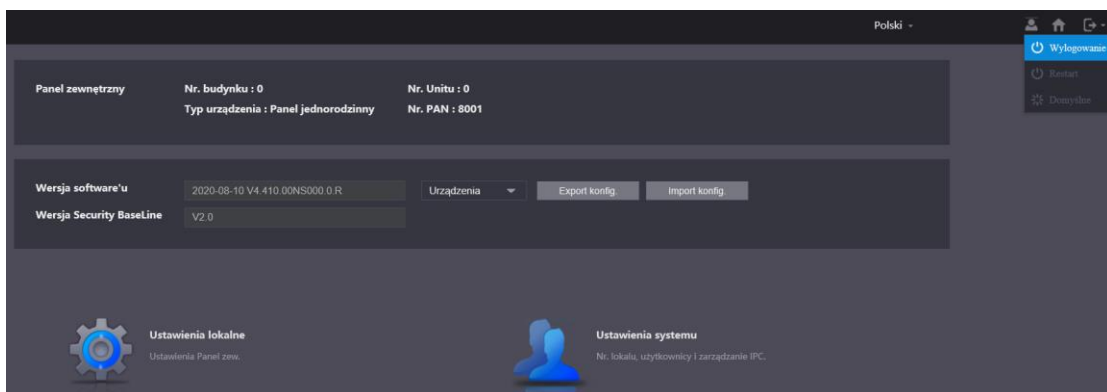 Polski
Wylogowanie
Restart
Domyślne
Panel zewnętrzny
Nr. budynku : 0
Nr. Unitu : 0
Typ urządzenia : Panel jednorodzinny
Nr. PAN : 8001
Wersja software'u
2020-08-10 V4.410.00NS000.0.R
Urządzenia
Export konfig.
Import konfig.
Wersja Security BaseLine
V2.0
Ustawienia lokalne
Ustawienia Panel zew.
Ustawienia systemu
Nr. lokalu, użytkownicy i zarządzanie IPC.